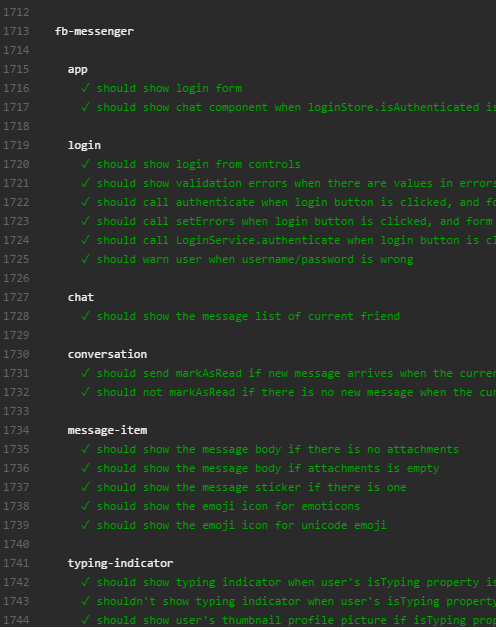 1712
1713 fb-messenger
1714
1715 app
1716 ✓ should show login form
1717 ✓ should show chat component when loginStore.isAuthenticated is
1718
1719 login
1720 ✓ should show login from controls
1721 ✓ should show validation errors when there are values in errors
1722 ✓ should call authenticate when login button is clicked, and fo
1723 ✓ should call setErrors when login button is clicked, and form
1724 ✓ should call LoginService.authenticate when login button is cl
1725 ✓ should warn user when username/password is wrong
1726
1727 chat
1728 ✓ should show the message list of current friend
1729
1730 conversation
1731 ✓ should send markAsRead if new message arrives when the curren
1732 ✓ should not markAsRead if there is no new message when the cur
1733
1734 message-item
1735 ✓ should show the message body if there is no attachments
1736 ✓ should show the message body if attachments is empty
1737 ✓ should show the message sticker if there is one
1738 ✓ should show the emoji icon for emoticons
1739 ✓ should show the emoji icon for unicode emoji
1740
1741 typing-indicator
1742 ✓ should show typing indicator when user's isTyping property is
1743 ✓ shouldn't show typing indicator when user's isTyping property
1744 ✓ should show user's thumbnail profile picture if isTyping prop